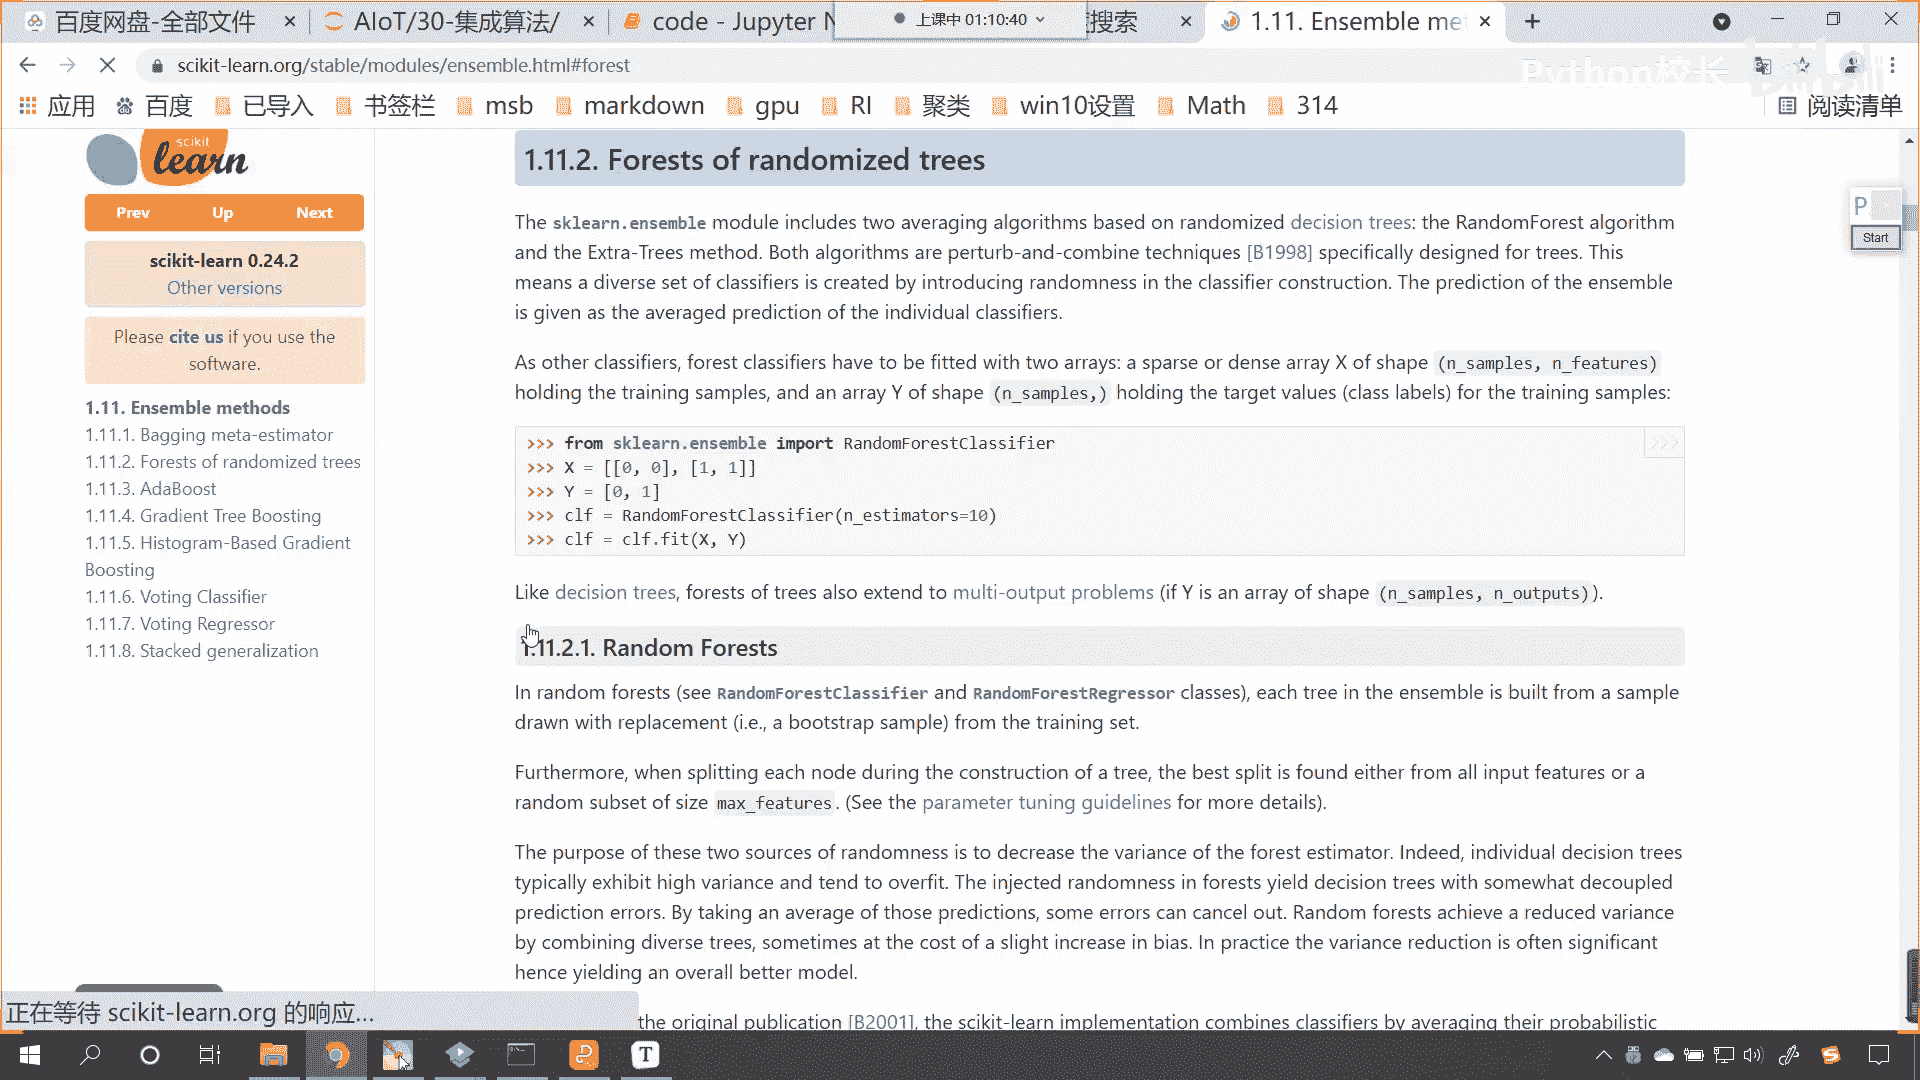 百度网盘-全部文件
AIoT/30-集成算法/
code - Jupyter N
上课中 01:10:40
搜索
1.11. Ensemble me
scikit-learn.org/stable/modules/ensemble.html#forest
Python校长
bilibili
应用
百度
已导入
书签栏
msb
markdown
gpu
RI
聚类
win10设置
Math
314
阅读清单
scikit
learn
Prev
Up
Next
scikit-learn 0.24.2
Other versions
Please cite us if you use the
software.
1.11. Ensemble methods
1.11.1. Bagging meta-estimator
1.11.2. Forests of randomized trees
1.11.3. AdaBoost
1.11.4. Gradient Tree Boosting
1.11.5. Histogram-Based Gradient
Boosting
1.11.6. Voting Classifier
1.11.7. Voting Regressor
1.11.8. Stacked generalization
1.11.2. Forests of randomized trees
The sklearn.ensemble module includes two averaging algorithms based on randomized decision trees: the RandomForest algorithm
and the Extra-Trees method. Both algorithms are perturb-and-combine techniques [B1998] specifically designed for trees. This
means a diverse set of classifiers is created by introducing randomness in the classifier construction. The prediction of the ensemble
is given as the averaged prediction of the individual classifiers.
As other classifiers, forest classifiers have to be fitted with two arrays: a sparse or dense array X of shape (n_samples, n_features)
holding the training samples, and an array Y of shape (n_samples,) holding the target values (class labels) for the training samples:
>>>
>>> from sklearn.ensemble import RandomForestClassifier
>>> X = [[0, 0], [1, 1]]
>>> Y = [0, 1]
>>> clf = RandomForestClassifier(n_estimators=10)
>>> clf = clf.fit(X, Y)
Like decision trees, forests of trees also extend to multi-output problems (if Y is an array of shape (n_samples, n_outputs)).
1.11.2.1. Random Forests
In random forests (see RandomForestClassifier and RandomForestRegressor classes), each tree in the ensemble is built from a sample
drawn with replacement (i.e., a bootstrap sample) from the training set.
Furthermore, when splitting each node during the construction of a tree, the best split is found either from all input features or a
random subset of size max_features. (See the parameter tuning guidelines for more details).
The purpose of these two sources of randomness is to decrease the variance of the forest estimator. Indeed, individual decision trees
typically exhibit high variance and tend to overfit. The injected randomness in forests yield decision trees with somewhat decoupled
prediction errors. By taking an average of those predictions, some errors can cancel out. Random forests achieve a reduced variance
by combining diverse trees, sometimes at the cost of a slight increase in bias. In practice the variance reduction is often significant
hence yielding an overall better model.
the original publication [B2001], the scikit-learn implementation combines classifiers by averaging their probabilistic
P
Start
正在等待 scikit-learn.org 的响应...